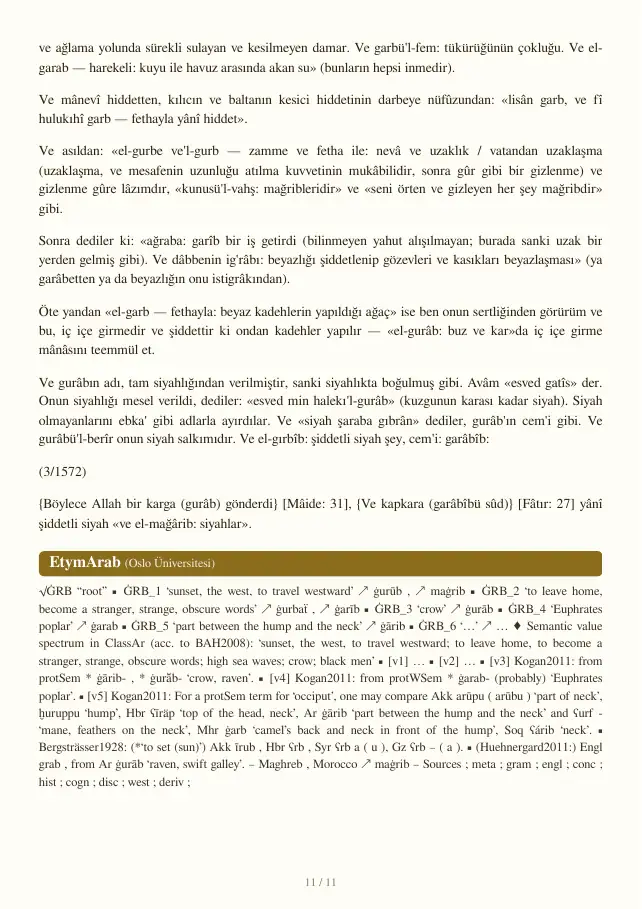 ve ağlama yolunda sürekli sulayan ve kesilmeyen damar. Ve garbü'l-fem: tükürüğünün çokluğu. Ve el-
garab — harekeli: kuyu ile havuz arasında akan su» (bunların hepsi inmedir).
Ve mânevî hiddetten, kılıcın ve baltanın kesici hiddetinin darbeye nüfûzundan: «lisân garb, ve fî
hulukıhî garb — fethayla yânî hiddet».
Ve asıldan: «el-gurbe ve'l-gurb — zamme ve fetha ile: nevâ ve uzaklık / vatandan uzaklaşma
(uzaklaşma, ve mesafenin uzunluğu atılma kuvvetinin mukâbilidir, sonra gûr gibi bir gizlenme) ve
gizlenme gûre lâzımdır, «kunusü'l-vahş: mağribleridir» ve «seni örten ve gizleyen her şey mağribdir»
gibi.
Sonra dediler ki: «ağraba: garîb bir iş getirdi (bilinmeyen yahut alışılmayan; burada sanki uzak bir
yerden gelmiş gibi). Ve dâbbenin ig'râbı: beyazlığı şiddetlenip gözevleri ve kasıkları beyazlaşması» (ya
garâbetten ya da beyazlığın onu istigrâkından).
Öte yandan «el-garb — fethayla: beyaz kadehlerin yapıldığı ağaç» ise ben onun sertliğinden görürüm ve
bu, iç içe girmedir ve şiddettir ki ondan kadehler yapılır — «el-gurâb: buz ve kar»da iç içe girme
mânâsını teemmül et.
Ve gurâbın adı, tam siyahlığından verilmiştir, sanki siyahlıkta boğulmuş gibi. Avâm «esved gatîs» der.
Onun siyahlığı mesel verildi, dediler: «esved min halekı'l-gurâb» (kuzgunun karası kadar siyah). Siyah
olmayanlarını ebka' gibi adlarla ayırdılar. Ve «siyah şaraba gıbrân» dediler, gurâb'ın cem'i gibi. Ve
gurâbü'l-berîr onun siyah salkımıdır. Ve el-gırbîb: şiddetli siyah şey, cem'i: garâbîb:
(3/1572)
{Böylece Allah bir karga (gurâb) gönderdi} [Mâide: 31], {Ve kapkara (garâbîbü sûd)} [Fâtır: 27] yânî
şiddetli siyah «ve el-mağârib: siyahlar».
EtymArab (Oslo Üniversitesi)
√ĠRB “root” ▪ ĠRB_1 ‘sunset, the west, to travel westward’ ↗ ġurūb , ↗ maġrib ▪ ĠRB_2 ‘to leave home,
become a stranger, strange, obscure words’ ↗ ġurbaẗ , ↗ ġarīb ▪ ĠRB_3 ‘crow’ ↗ ġurāb ▪ ĠRB_4 ‘Euphrates
poplar’ ↗ ġarab ▪ ĠRB_5 ‘part between the hump and the neck’ ↗ ġārib ▪ ĠRB_6 ‘…’ ↗ … ♦ Semantic value
spectrum in ClassAr (acc. to BAH2008): ‘sunset, the west, to travel westward; to leave home, to become a
stranger, strange, obscure words; high sea waves; crow; black men’ ▪ [v1] … ▪ [v2] … ▪ [v3] Kogan2011: from
protSem * ġārib- , * ġurāb- ‘crow, raven’. ▪ [v4] Kogan2011: from protWSem * ġarab- (probably) ‘Euphrates
poplar’. ▪ [v5] Kogan2011: For a protSem term for ‘occiput’, one may compare Akk arūpu ( arūbu ) ‘part of neck’,
ḫuruppu ‘hump’, Hbr ʕīrāp ‘top of the head, neck’, Ar ġārib ‘part between the hump and the neck’ and ʕurf -
‘mane, feathers on the neck’, Mhr ġarb ‘camel’s back and neck in front of the hump’, Soq ʕárib ‘neck’. ▪
Bergsträsser1928: (*‘to set (sun)’) Akk īrub , Hbr ʕrb , Syr ʕrb a ( u ), Gz ʕrb – ( a ). ▪ (Huehnergard2011:) Engl
grab , from Ar ġurāb ‘raven, swift galley’. – Maghreb , Morocco ↗ maġrib – Sources ; meta ; gram ; engl ; conc ;
hist ; cogn ; disc ; west ; deriv ;
11 / 11